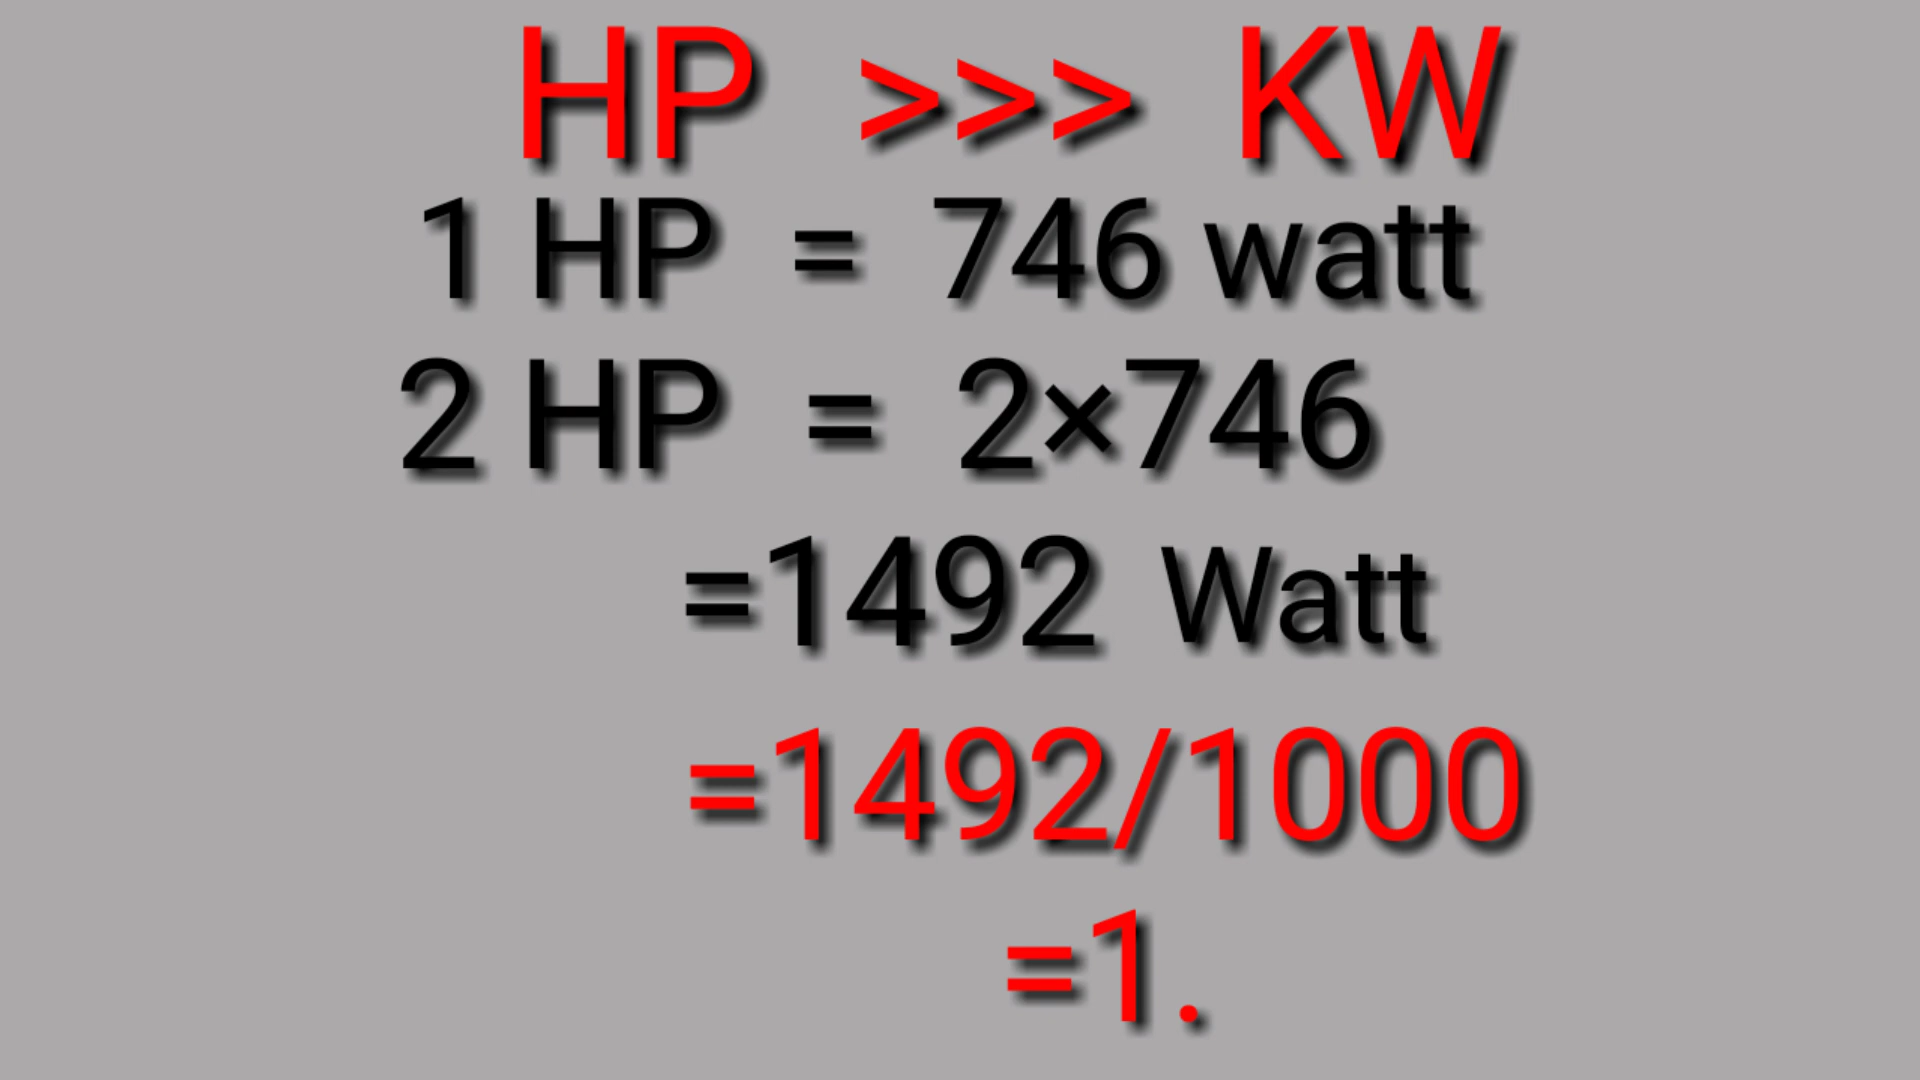 HP >>> KW
1 HP = 746 watt
2 HP = 2×746
=1492 Watt
=1492/1000
=1.